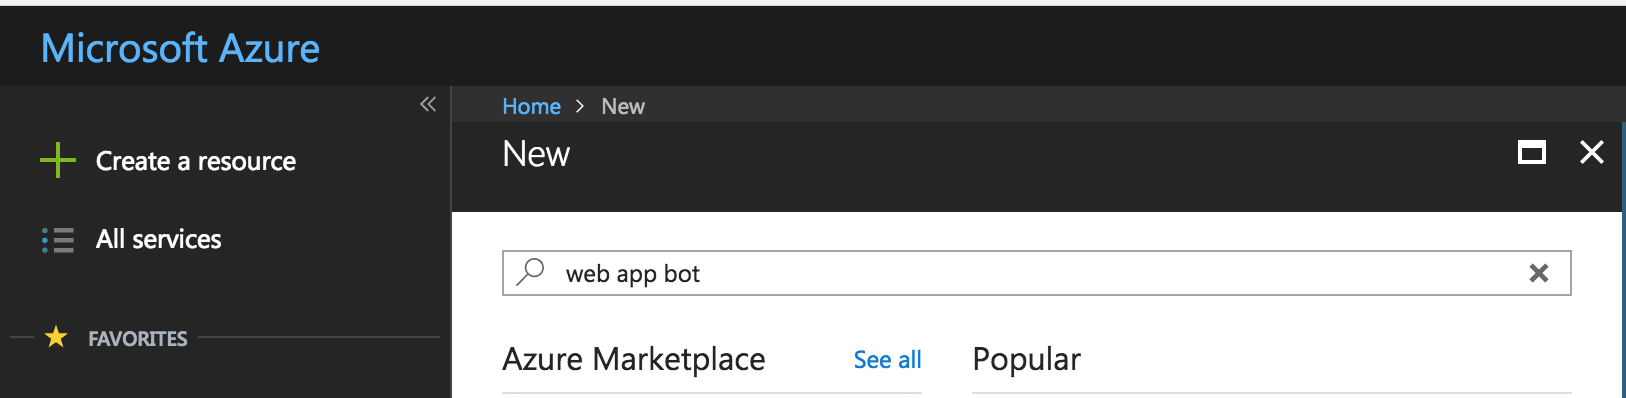 Microsoft Azure
Home > New
Create a resource
New
All services
web app bot
FAVORITES
Azure Marketplace See all Popular